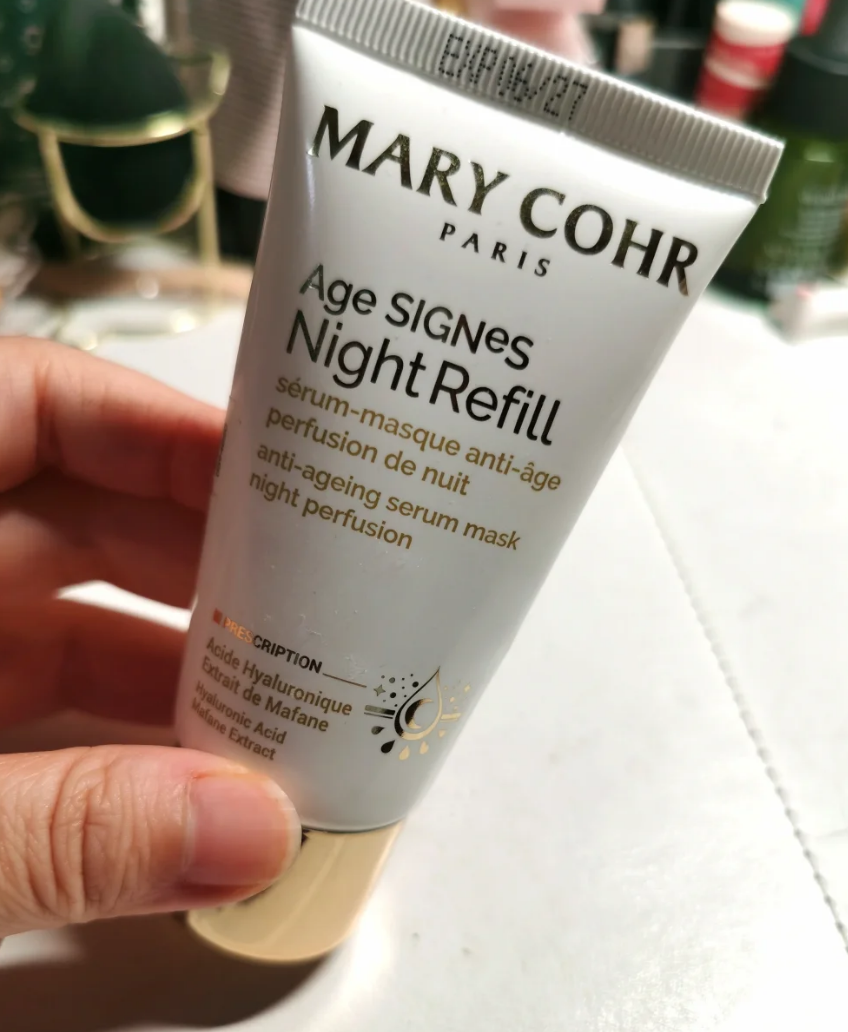 EXP06/27
MARY COHR
PARIS
Age SIGNeS
Night Refill
sérum-masque anti-âge
perfusion de nuit
anti-ageing serum mask
night perfusion
PRESCRIPTION
Acide Hyaluronique
Extrait de Mafane
Hyaluronic Acid
Mafane Extract